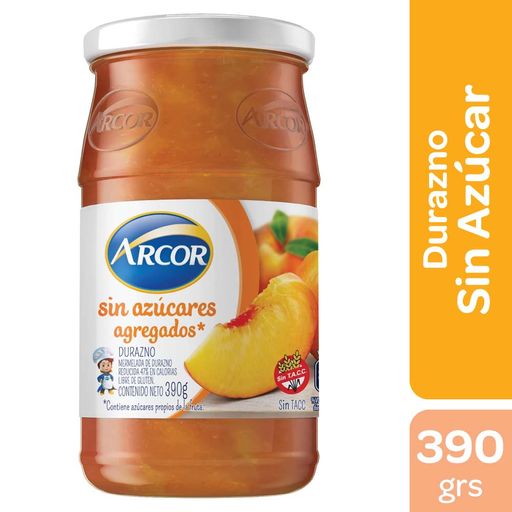 ARCOR
ARCOR
ARCOR
sin azúcares
agregados*
DURAZNO
MERMELADA DE DURAZNO
REDUCIDA 47% EN CALORÍAS
LIBRE DE GLUTEN.
CONTENIDO NETO 390g
*Contiene azúcares propios de la fruta.
Sin T.A.C.C.
Sin TACC
Durazno
Sin Azúcar
390
grs